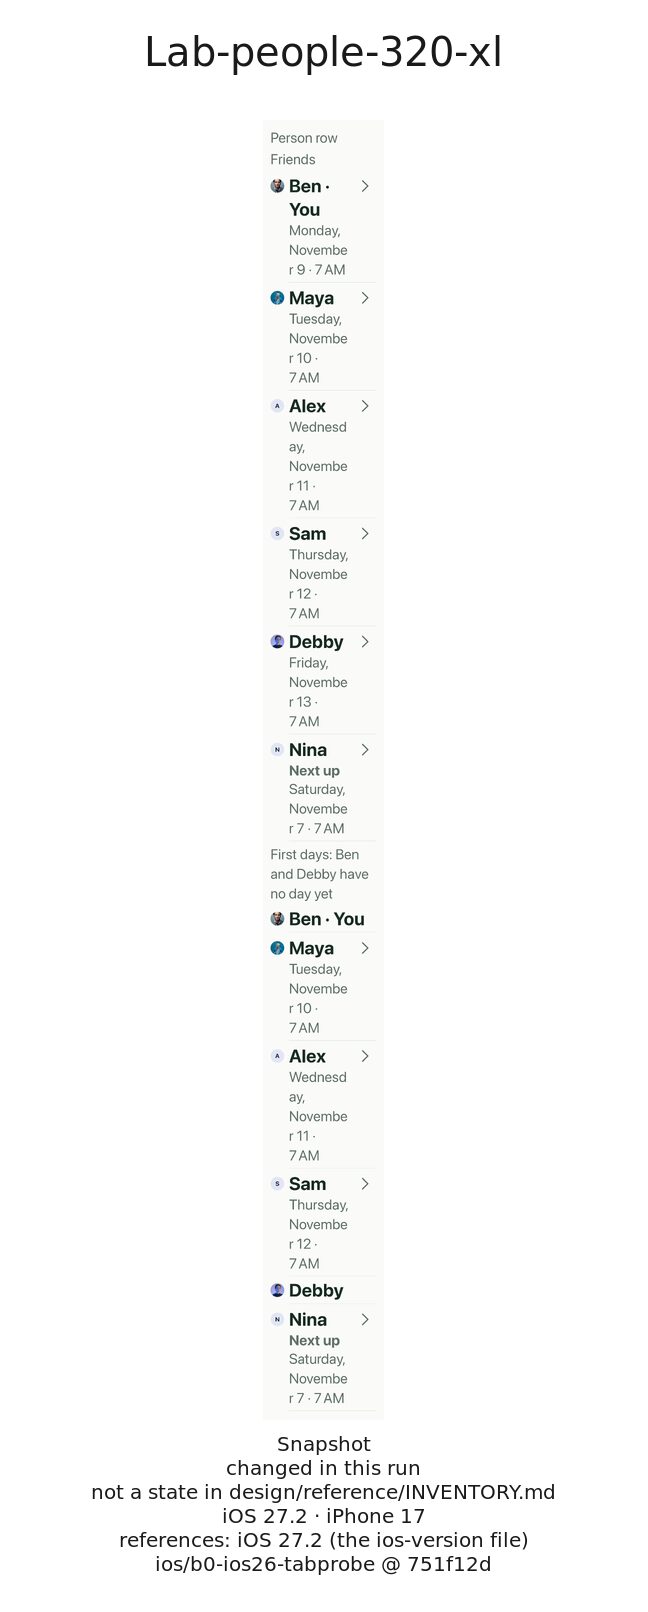 Lab-people-320-xl
Person row
Friends
Ben ·
You
Monday,
Novembe
r 9 · 7 AM
Maya
Tuesday,
Novembe
r 10 ·
7 AM
A
Alex
Wednesd
ay,
Novembe
r 11 ·
7 AM
S
Sam
Thursday,
Novembe
r 12 ·
7 AM
Debby
Friday,
Novembe
r 13 ·
7 AM
N
Nina
Next up
Saturday,
Novembe
r 7 · 7 AM
First days: Ben
and Debby have
no day yet
Ben · You
Maya
Tuesday,
Novembe
r 10 ·
7 AM
A
Alex
Wednesd
ay,
Novembe
r 11 ·
7 AM
S
Sam
Thursday,
Novembe
r 12 ·
7 AM
Debby
N
Nina
Next up
Saturday,
Novembe
r 7 · 7 AM
Snapshot
changed in this run
not a state in design/reference/INVENTORY.md
iOS 27.2 · iPhone 17
references: iOS 27.2 (the ios-version file)
ios/b0-ios26-tabprobe @ 751f12d